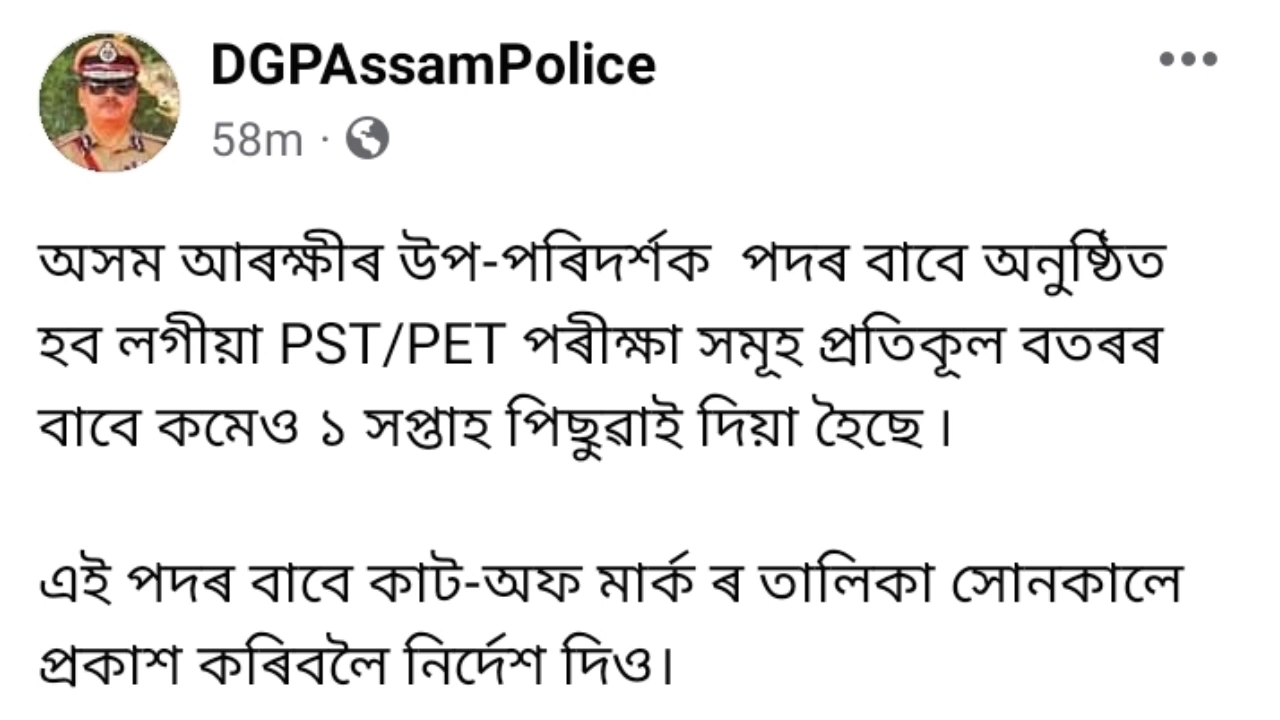 DGPAssamPolice
58m ·
অসম আৰক্ষীৰ উপ-পৰিদৰ্শক পদৰ বাবে অনুষ্ঠিত
হব লগীয়া PST/PET পৰীক্ষা সমূহ প্ৰতিকূল বতৰৰ
বাবে কমেও ১ সপ্তাহ পিছুৱাই দিয়া হৈছে ।
এই পদৰ বাবে কাট-অফ মাৰ্ক ৰ তালিকা সোনকালে
প্ৰকাশ কৰিবলৈ নিৰ্দেশ দিও।